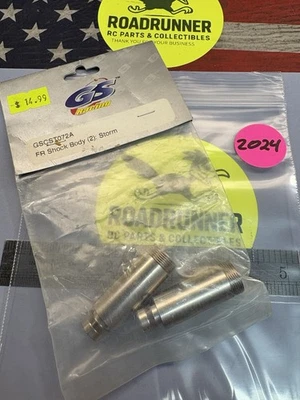 ROADRUNNER
RC PARTS & COLLECTIBLES
THANK YOU FOR YOUR BUSINESS
$ 14.99
GS
RACING
GSCST072A
FR Shock Body (2): Storm
2024
ROADRUNNER
RC PARTS & COLLECTIBLES
5